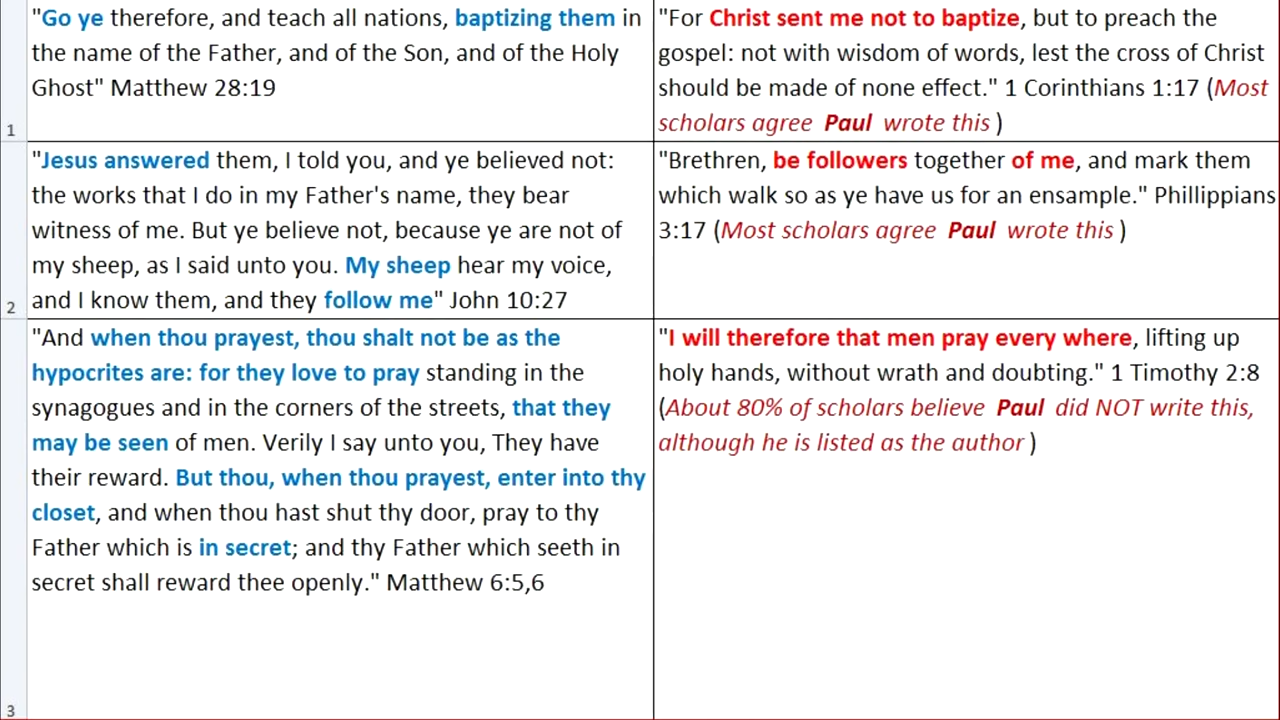 "Go ye therefore, and teach all nations, baptizing them in
the name of the Father, and of the Son, and of the Holy
Ghost" Matthew 28:19
1
"For Christ sent me not to baptize, but to preach the
gospel: not with wisdom of words, lest the cross of Christ
should be made of none effect." 1 Corinthians 1:17 (Most
scholars agree Paul wrote this )
"Jesus answered them, I told you, and ye believed not:
the works that I do in my Father's name, they bear
witness of me. But ye believe not, because ye are not of
my sheep, as I said unto you. My sheep hear my voice,
and I know them, and they follow me" John 10:27
2
"Brethren, be followers together of me, and mark them
which walk so as ye have us for an ensample." Phillippians
3:17 (Most scholars agree Paul wrote this )
"And when thou prayest, thou shalt not be as the
hypocrites are: for they love to pray standing in the
synagogues and in the corners of the streets, that they
may be seen of men. Verily I say unto you, They have
their reward. But thou, when thou prayest, enter into thy
closet, and when thou hast shut thy door, pray to thy
Father which is in secret; and thy Father which seeth in
secret shall reward thee openly." Matthew 6:5,6
3
"I will therefore that men pray every where, lifting up
holy hands, without wrath and doubting." 1 Timothy 2:8
(About 80% of scholars believe Paul did NOT write this,
although he is listed as the author )